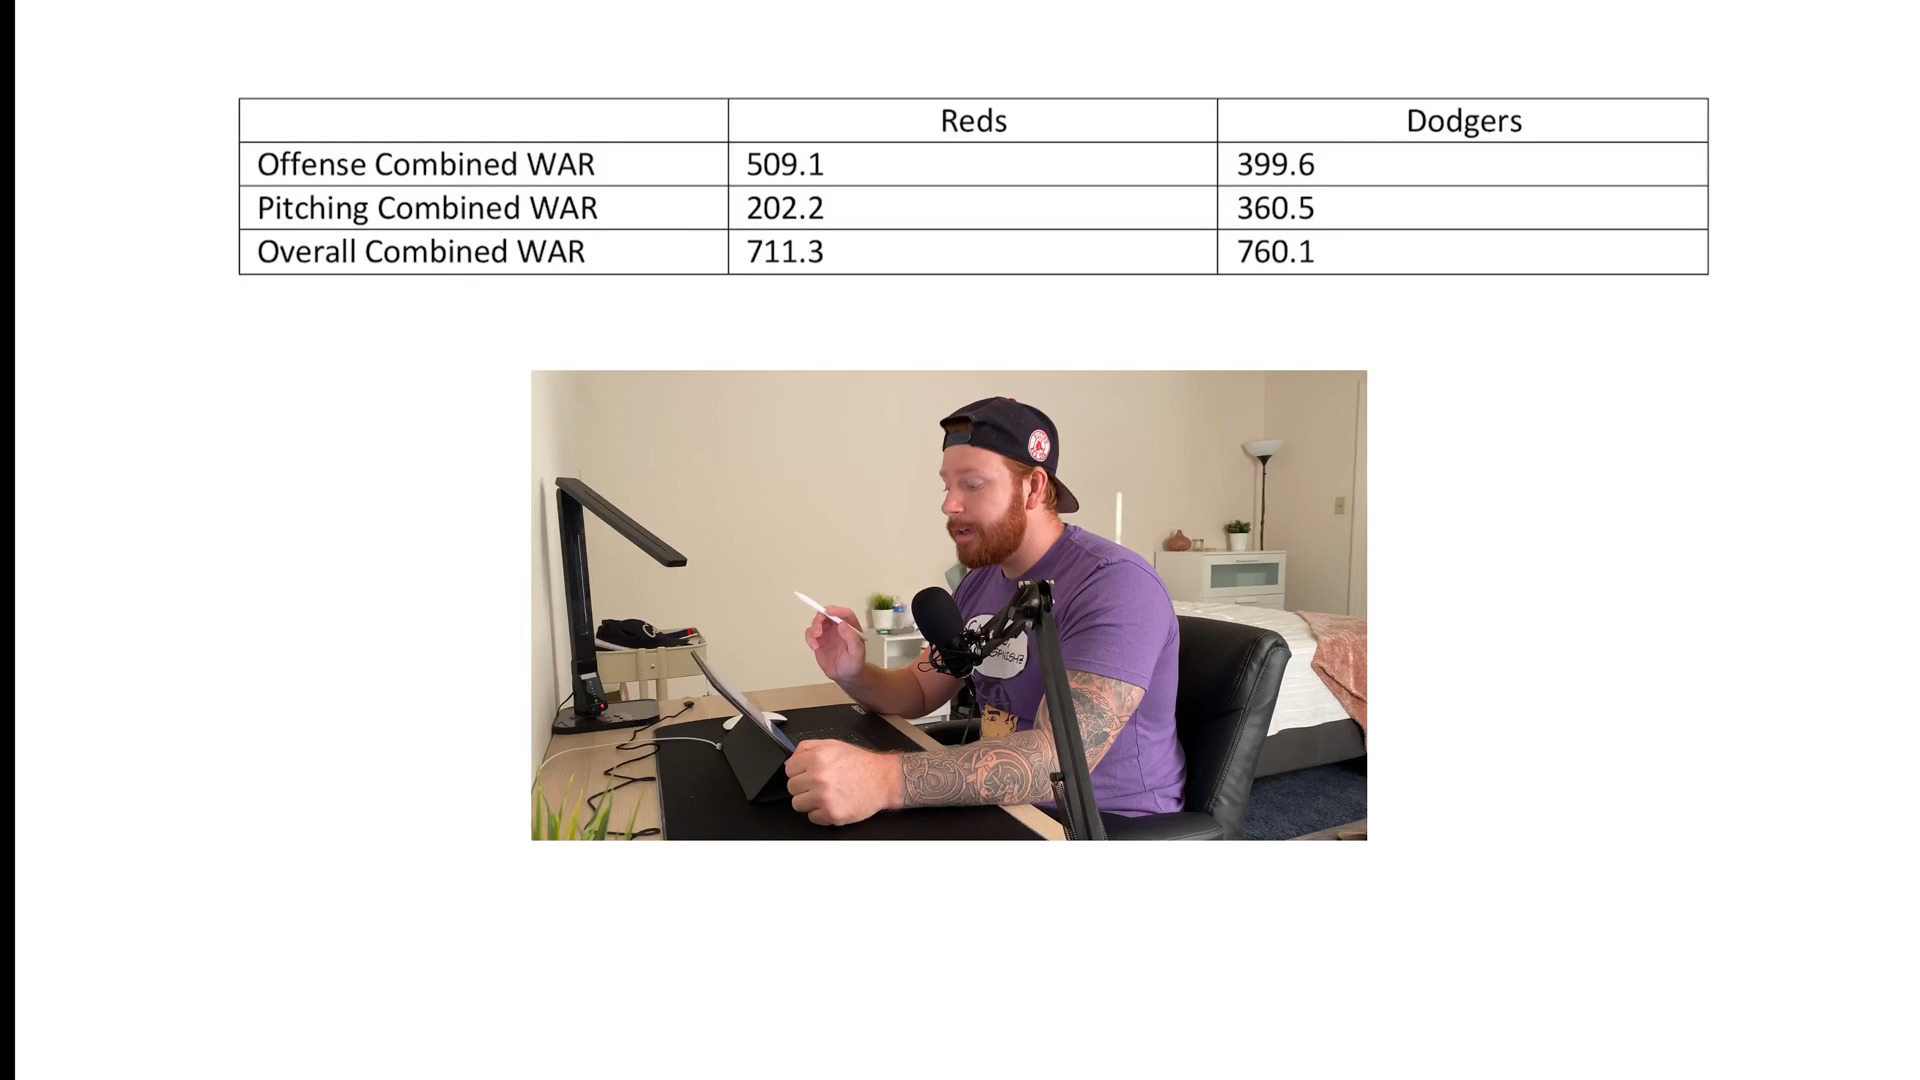 Reds Dodgers
Offense Combined WAR 509.1 399.6
Pitching Combined WAR 202.2 360.5
Overall Combined WAR 711.3 760.1